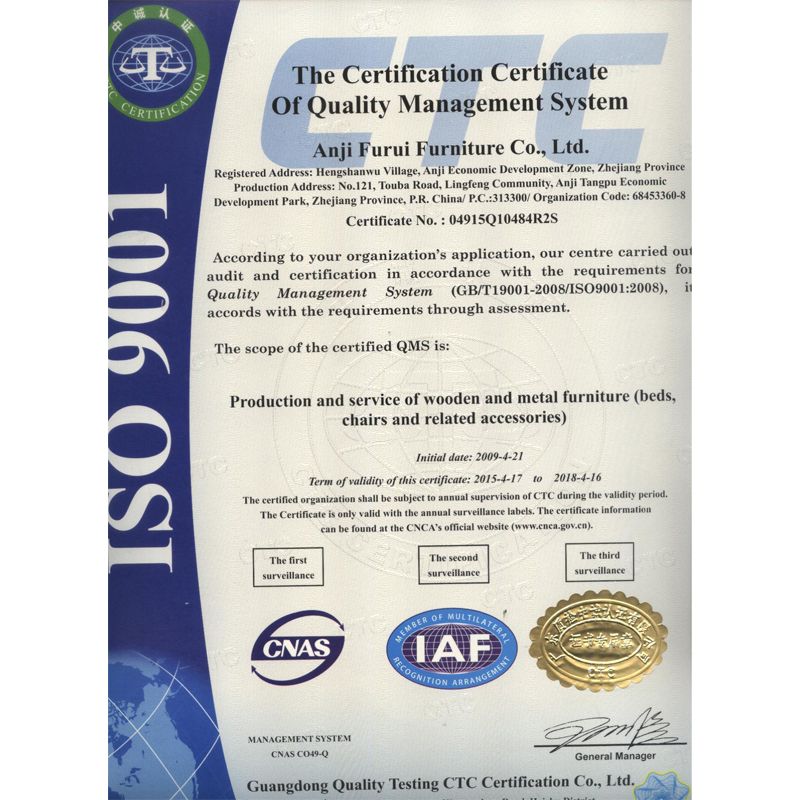 中诚认证
CTC CERTIFICATION
CTC
ISO 9001
The Certification Certificate
Of Quality Management System
Anji Furui Furniture Co., Ltd.
Registered Address: Hengshanwu Village, Anji Economic Development Zone, Zhejiang Province
Production Address: No.121, Touba Road, Lingfeng Community, Anji Tangpu Economic
Development Park, Zhejiang Province, P.R. China/ P.C.:313300/ Organization Code: 68453360-8
Certificate No. : 04915Q10484R2S
According to your organization's application, our centre carried out
audit and certification in accordance with the requirements for
Quality Management System (GB/T19001-2008/ISO9001:2008), it
accords with the requirements through assessment.
The scope of the certified QMS is:
Production and service of wooden and metal furniture (beds,
chairs and related accessories)
Initial date: 2009-4-21
Term of validity of this certificate: 2015-4-17 to 2018-4-16
The certified organization shall be subject to annual supervision of CTC during the validity period.
The Certificate is only valid with the annual surveillance labels. The certificate information
can be found at the CNCA's official website (www.cnca.gov.cn).
The first
surveillance
The second
surveillance
The third
surveillance
CNAS
MEMBER OF MULTILATERAL
IAF
RECOGNITION ARRANGEMENT
CTC
MANAGEMENT SYSTEM
CNAS CO49-Q
General Manager
Guangdong Quality Testing CTC Certification Co., Ltd.